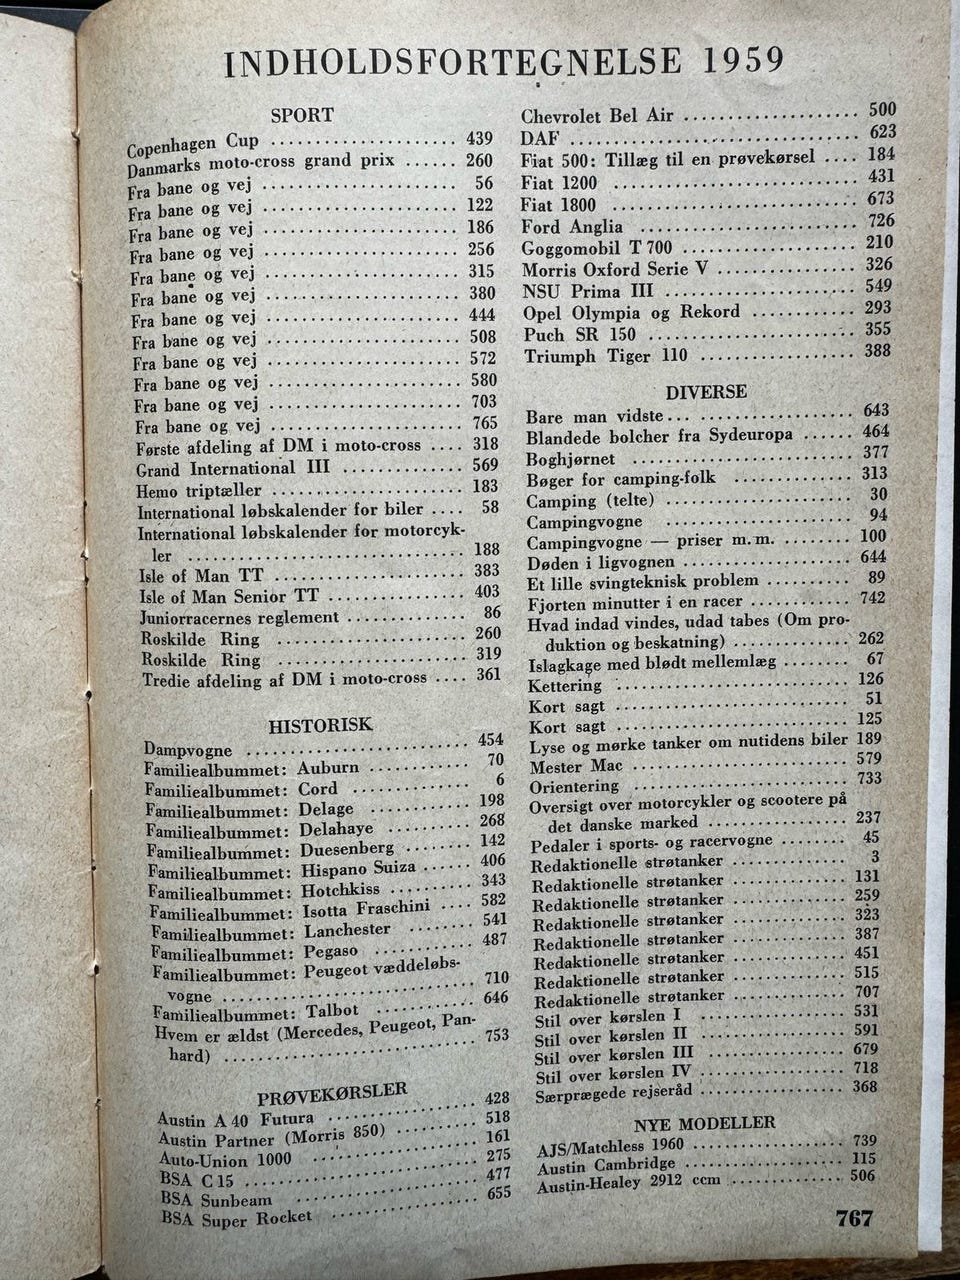 INDHOLDSFORTEGNELSE 1959
SPORT
Copenhagen Cup ........................ 439
Danmarks moto-cross grand prix ...... 260
Fra bane og vej ........................ 56
Fra bane og vej ........................ 122
Fra bane og vej ........................ 186
Fra bane og vej ........................ 256
Fra bane og vej ........................ 315
Fra bane og vej ........................ 380
Fra bane og vej ........................ 444
Fra bane og vej ........................ 508
Fra bane og vej ........................ 572
Fra bane og vej ........................ 580
Fra bane og vej ........................ 703
Fra bane og vej ........................ 765
Første afdeling af DM i moto-cross .... 318
Grand International III .............. 569
Hemo triptæller ........................ 183
International løbskalender for biler .... 58
International løbskalender for motorcyk-
ler .................................. 188
Isle of Man TT ........................ 383
Isle of Man Senior TT ................ 403
Juniorracernes reglement .............. 86
Roskilde Ring ........................ 260
Roskilde Ring ........................ 319
Tredie afdeling af DM i moto-cross .... 361
HISTORISK
Dampvogne ............................ 454
Familiealbummet: Auburn ............ 70
Familiealbummet: Cord .............. 6
Familiealbummet: Delage ............ 198
Familiealbummet: Delahaye .......... 268
Familiealbummet: Duesenberg ........ 142
Familiealbummet: Hispano Suiza ..... 406
Familiealbummet: Hotchkiss .......... 343
Familiealbummet: Isotta Fraschini .... 582
Familiealbummet: Lanchester ........ 541
Familiealbummet: Pegaso ............ 487
Familiealbummet: Peugeot væddeløbs-
vogne .............................. 710
Familiealbummet: Talbot ............ 646
Hvem er ældst (Mercedes, Peugeot, Pan-
hard) .............................. 753
PRØVEKØRSLER
Austin A 40 Futura .................. 428
Austin Partner (Morris 850) .......... 518
Auto-Union 1000 .................... 161
BSA C 15 ............................ 275
BSA Sunbeam ........................ 477
BSA Super Rocket .................... 655
Chevrolet Bel Air .................... 500
DAF .................................. 623
Fiat 500: Tillæg til en prøvekørsel .... 184
Fiat 1200 ............................ 431
Fiat 1800 ............................ 673
Ford Anglia .......................... 726
Goggomobil T 700 .................... 210
Morris Oxford Serie V ................ 326
NSU Prima III ........................ 549
Opel Olympia og Rekord .............. 293
Puch SR 150 .......................... 355
Triumph Tiger 110 .................... 388
DIVERSE
Bare man vidste... .................. 643
Blandede bolcher fra Sydeuropa ...... 464
Boghjørnet .......................... 377
Bøger for camping-folk .............. 313
Camping (telte) ...................... 30
Campingvogne ........................ 94
Campingvogne — priser m. m. ........ 100
Døden i ligvognen .................... 644
Et lille svingteknisk problem .......... 89
Fjorten minutter i en racer ............ 742
Hvad indad vindes, udad tabes (Om pro-
duktion og beskatning) .............. 262
Islagkage med blødt mellemlæg ........ 67
Kettering ............................ 126
Kort sagt ............................ 51
Kort sagt ............................ 125
Lyse og mørke tanker om nutidens biler 189
Mester Mac .......................... 579
Orientering .......................... 733
Oversigt over motorcykler og scootere på
det danske marked .................. 237
Pedaler i sports- og racervogne ........ 45
Redaktionelle strøtanker .............. 3
Redaktionelle strøtanker .............. 131
Redaktionelle strøtanker .............. 259
Redaktionelle strøtanker .............. 323
Redaktionelle strøtanker .............. 387
Redaktionelle strøtanker .............. 451
Redaktionelle strøtanker .............. 515
Redaktionelle strøtanker .............. 707
Stil over kørslen I .................. 531
Stil over kørslen II .................. 591
Stil over kørslen III ................ 679
Stil over kørslen IV .................. 718
Særprægede rejseråd .................. 368
NYE MODELLER
AJS/Matchless 1960 .................. 739
Austin Cambridge .................... 115
Austin-Healey 2912 ccm .............. 506
767